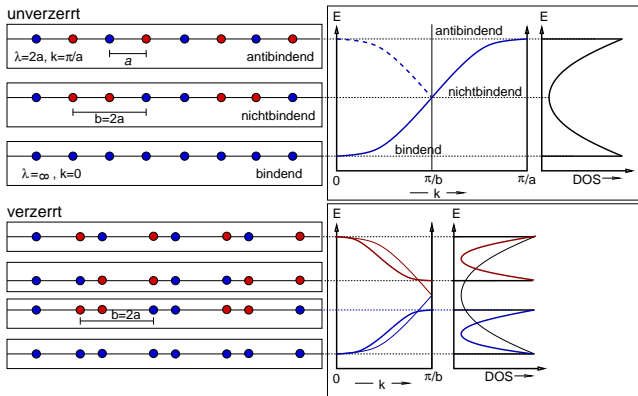 unverzerrt
λ=2a, k=π/a
a
antibindend
b=2a
nichtbindend
λ=∞, k=0
bindend
E
antibindend
nichtbindend
bindend
0
π/b
π/a
k
E
DOS
verzerrt
b=2a
E
0
π/b
k
E
DOS